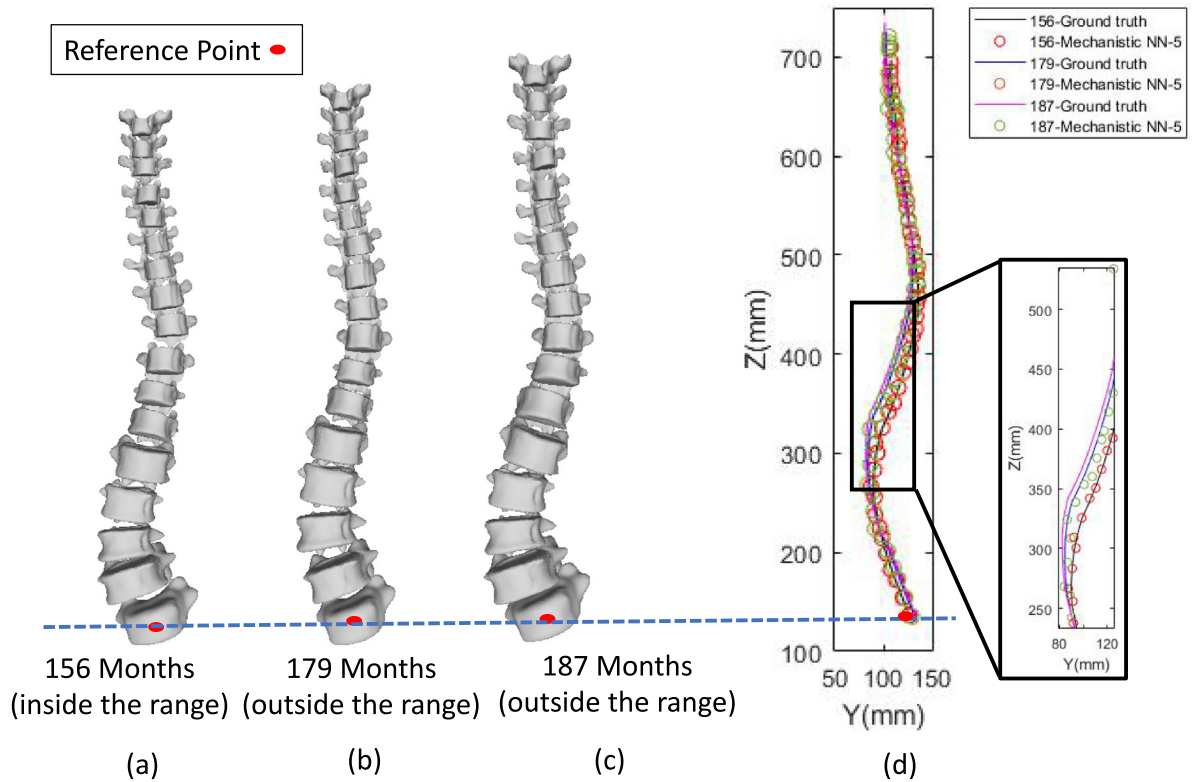 Reference Point
156 Months
(inside the range)
(a)
179 Months
(outside the range)
(b)
187 Months
(outside the range)
(c)
156-Ground truth
156-Mechanistic NN-5
179-Ground truth
179-Mechanistic NN-5
187-Ground truth
187-Mechanistic NN-5
Z(mm)
700
600
500
400
300
200
100
50 100 150
Y(mm)
(d)
Z(mm)
500
450
400
350
300
250
80 120
Y(mm)